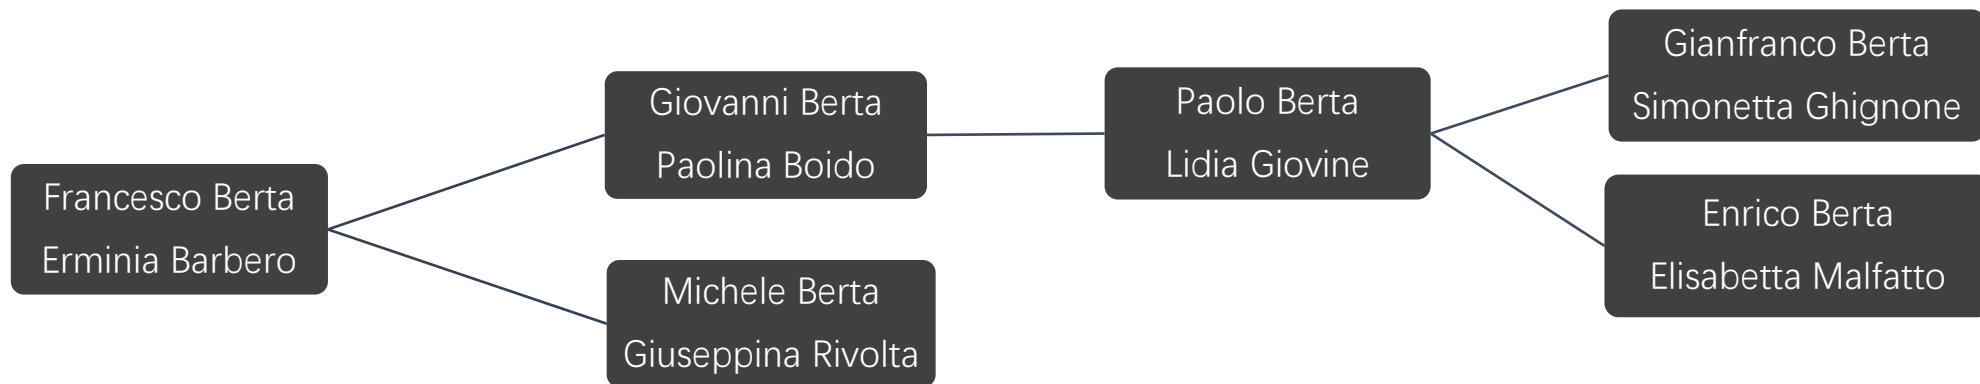 Francesco Berta
Erminia Barbero
Giovanni Berta
Paolina Boido
Michele Berta
Giuseppina Rivolta
Paolo Berta
Lidia Giovine
Gianfranco Berta
Simonetta Ghignone
Enrico Berta
Elisabetta Malfatto